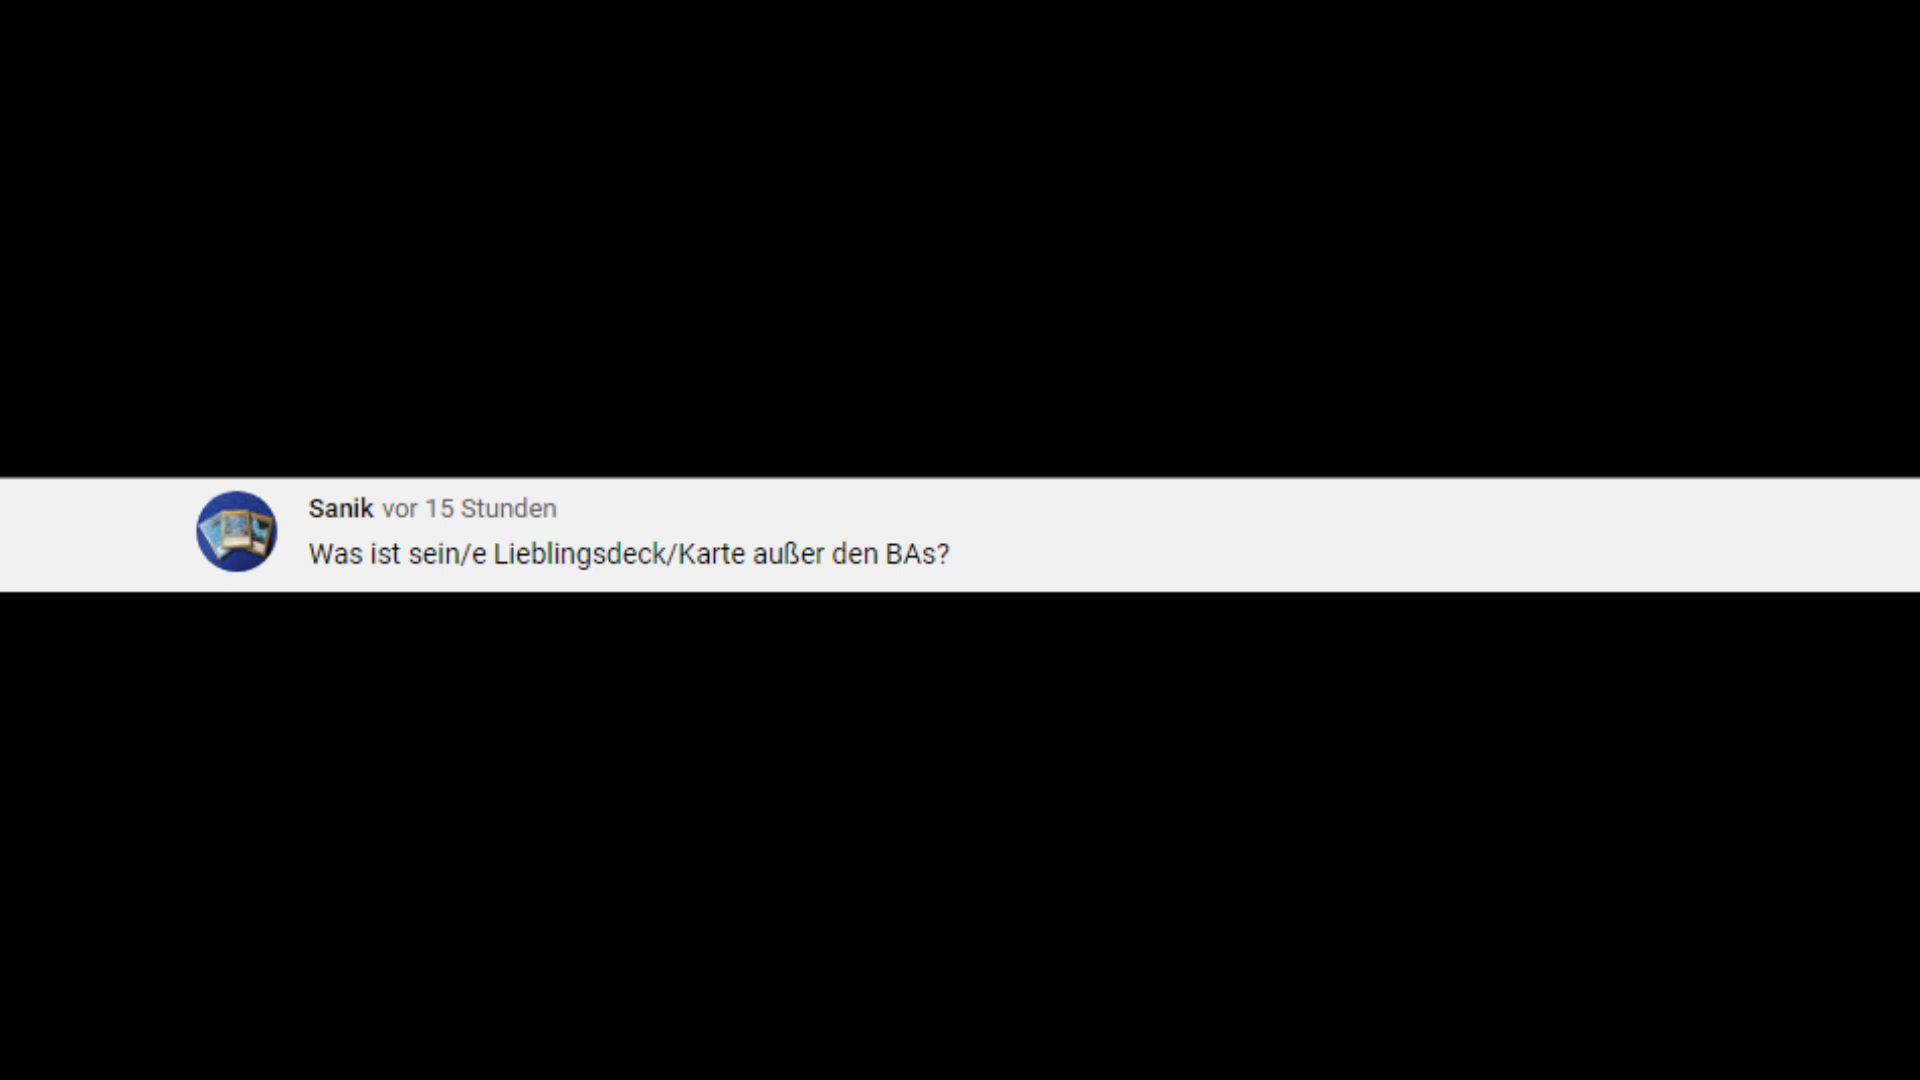 Sanik vor 15 Stunden
Was ist sein/e Lieblingsdeck/Karte außer den BAs?